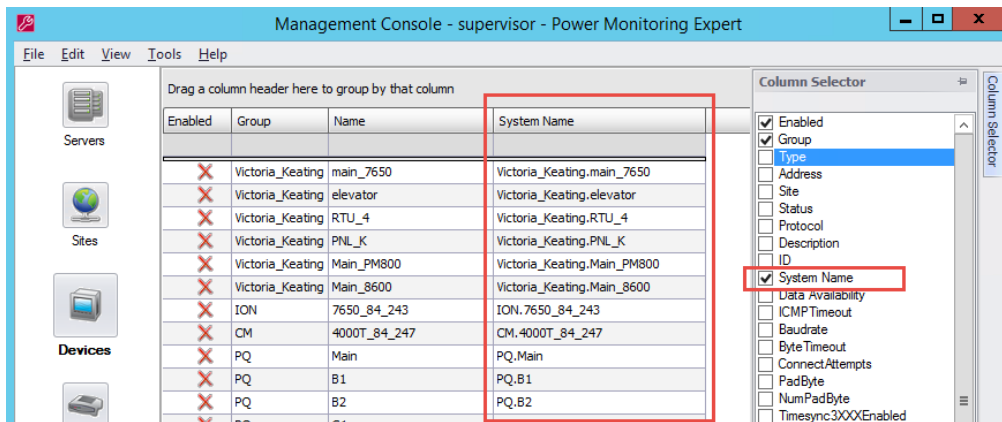 Management Console - supervisor - Power Monitoring Expert
File Edit View Tools Help
Servers
Sites
Devices
Drag a column header here to group by that column
Enabled Group Name System Name
Victoria_Keating main_7650 Victoria_Keating.main_7650
Victoria_Keating elevator Victoria_Keating.elevator
Victoria_Keating RTU_4 Victoria_Keating.RTU_4
Victoria_Keating PNL_K Victoria_Keating.PNL_K
Victoria_Keating Main_PM800 Victoria_Keating.Main_PM800
Victoria_Keating Main_8600 Victoria_Keating.Main_8600
ION 7650_84_243 ION.7650_84_243
CM 4000T_84_247 CM.4000T_84_247
PQ Main PQ.Main
PQ B1 PQ.B1
PQ B2 PQ.B2
Column Selector
Enabled
Group
Type
Address
Site
Status
Protocol
Description
ID
System Name
Data Availability
ICMPTimeout
Baudrate
ByteTimeout
ConnectAttempts
PadByte
NumPadByte
Timesync3XXXEnabled
Column Selector